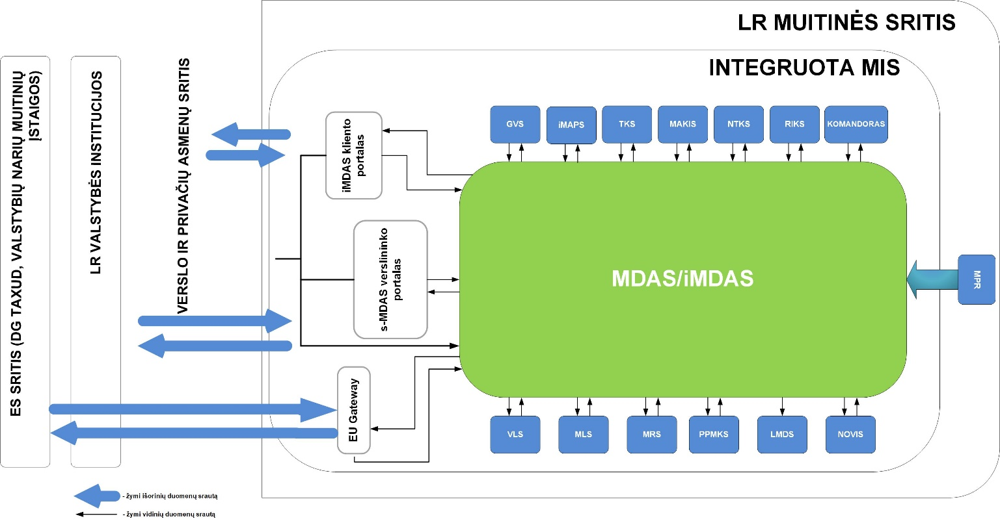 LR MUITINĖS SRITIS
INTEGRUOTA MIS
ES SRITIS (DG TAXUD, VALSTYBIŲ NARIŲ MUITINIŲ
ĮSTAIGOS)
LR VALSTYBĖS INSTITUCIJOS
VERSLO IR PRIVAČIŲ ASMENŲ SRITIS
iMDAS kliento
portalas
s-MDAS verslininko
portalas
EU Gateway
GVS
iMAPS
TKS
MAKIS
NTKS
RIKS
KOMANDORAS
MDAS/iMDAS
MPR
VLS
MLS
MRS
PPMKS
LMDS
NOVIS
- žymi išorinių duomenų srautą
- žymi vidinių duomenų srautą